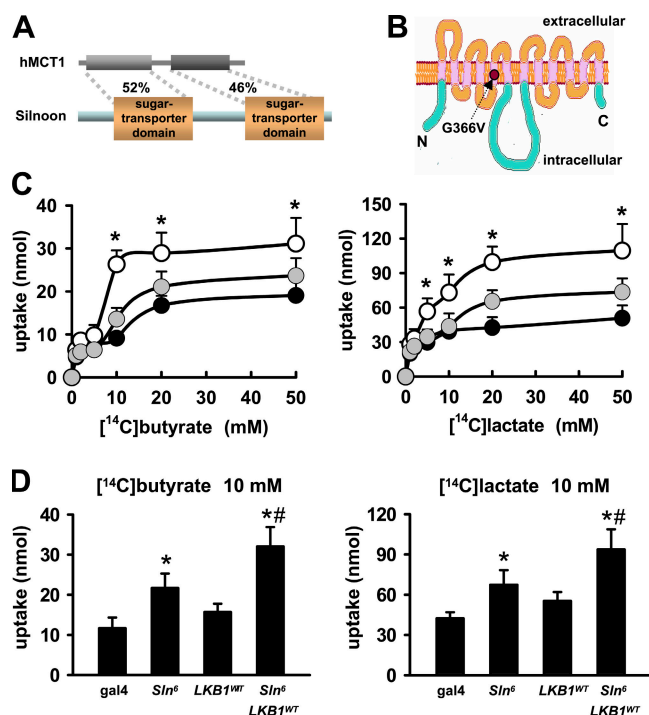 A
hMCT1
52%
46%
Silnoon
sugar-
transporter
domain
sugar-
transporter
domain
B
extracellular
G366V
N
C
intracellular
C
uptake (nmol)
40
30
20
10
0
* * *
0 10 20 30 40 50
[¹⁴C]butyrate (mM)
uptake (nmol)
150
120
90
60
30
0
* * * *
0 10 20 30 40 50
[¹⁴C]lactate (mM)
D
[¹⁴C]butyrate 10 mM
uptake (nmol)
40
30
20
10
0
*
*#
gal4 Sln⁶ LKB1ᵂᵀ Sln⁶
LKB1ᵂᵀ
[¹⁴C]lactate 10 mM
uptake (nmol)
120
90
60
30
0
*
*#
gal4 Sln⁶ LKB1ᵂᵀ Sln⁶
LKB1ᵂᵀ